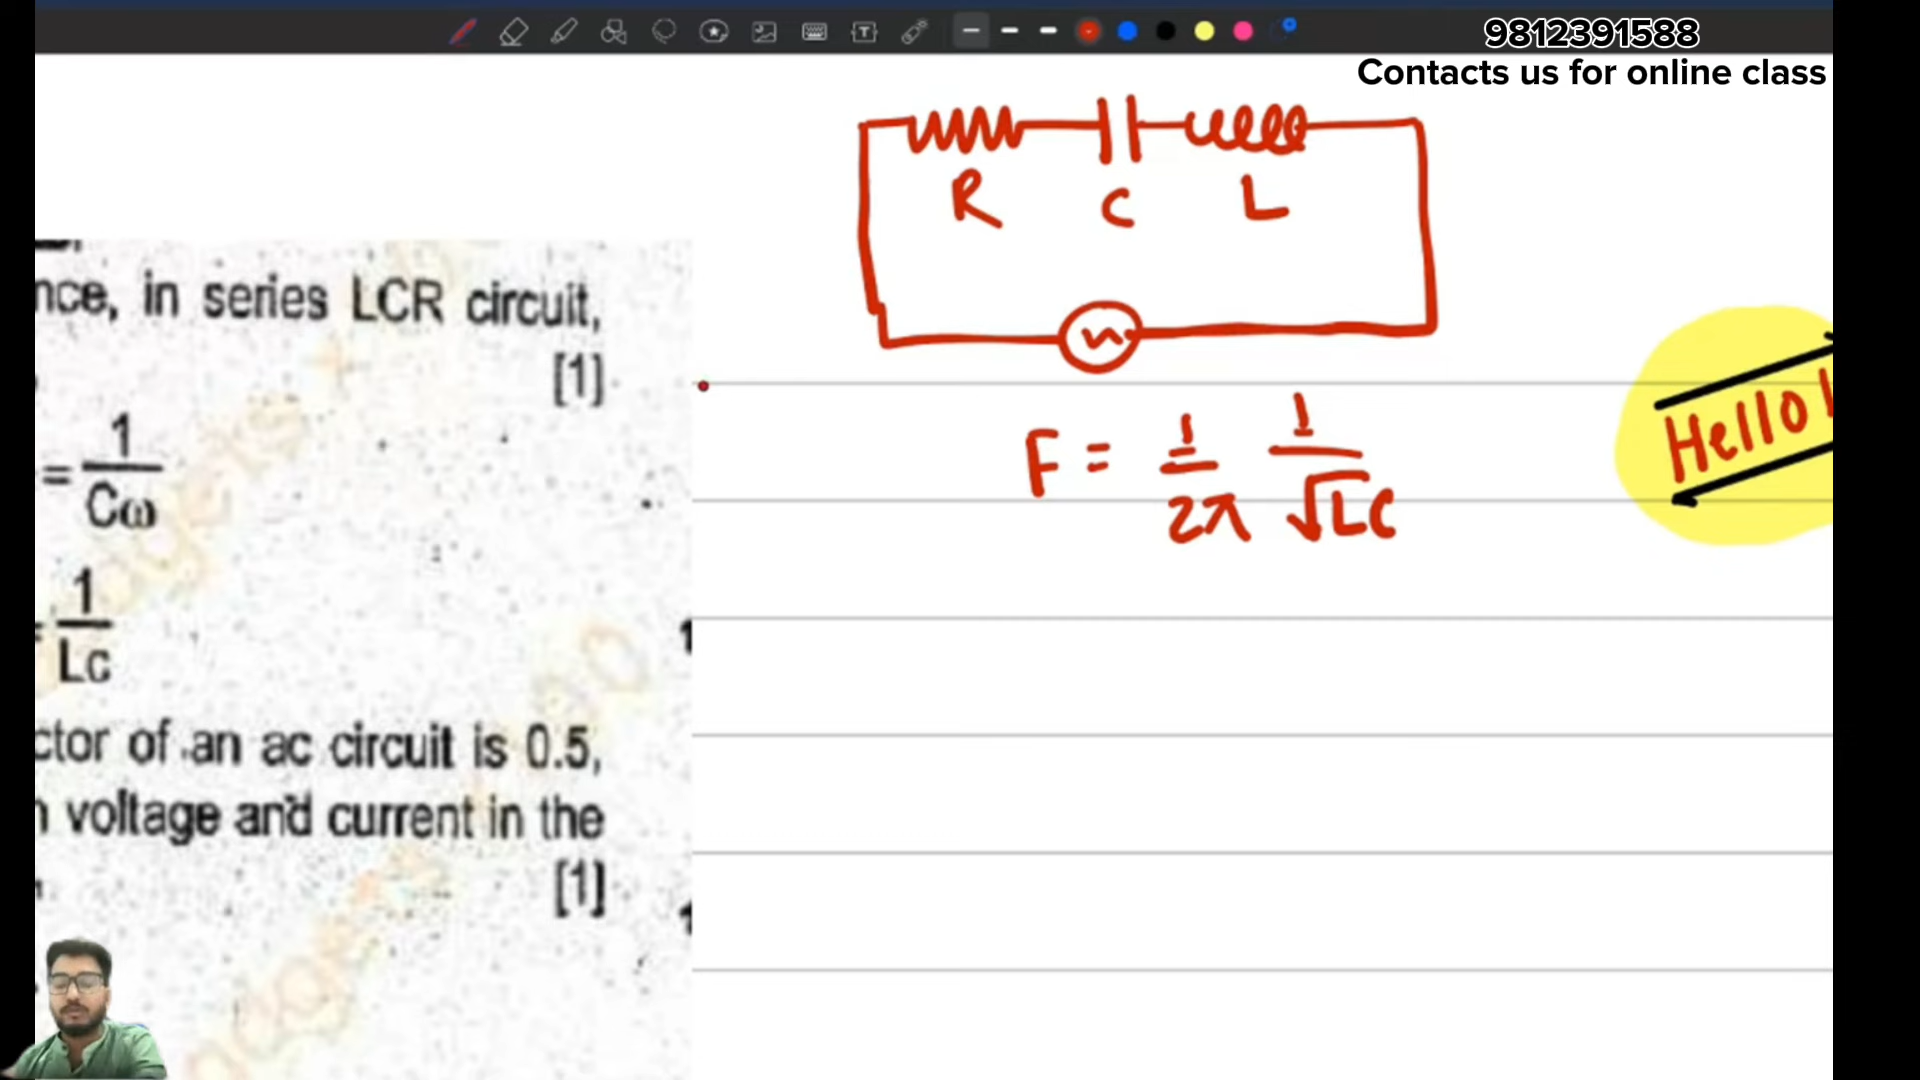 9812391588
Contacts us for online class
R C L
nce, in series LCR circuit,
[1]
= 1/Cω
F = 1/2π 1/√LC
Hello
= 1/Lc
ctor of an ac circuit is 0.5,
n voltage and current in the
[1]